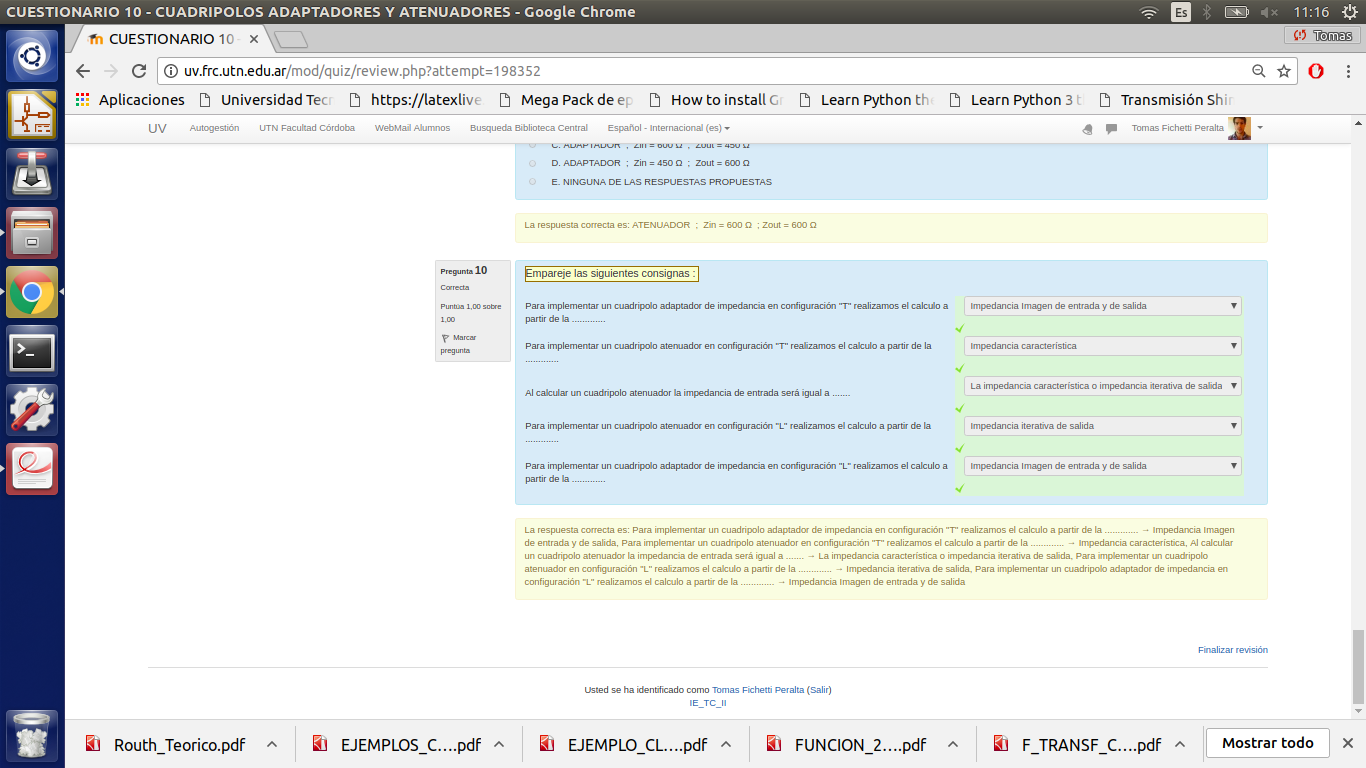 CUESTIONARIO 10 - CUADRIPOLOS ADAPTADORES Y ATENUADORES - Google Chrome
Es
11:16
CUESTIONARIO 10 -
Tomas
uv.frc.utn.edu.ar/mod/quiz/review.php?attempt=198352
Aplicaciones Universidad Tecn https://latexlive. Mega Pack de ep How to install Gr Learn Python the Learn Python 3 t Transmisión Shir
UV Autogestión UTN Facultad Córdoba WebMail Alumnos Busqueda Biblioteca Central Español - Internacional (es) Tomas Fichetti Peralta
C. ADAPTADOR ; Zin = 600 Ω ; Zout = 450 Ω
D. ADAPTADOR ; Zin = 450 Ω ; Zout = 600 Ω
E. NINGUNA DE LAS RESPUESTAS PROPUESTAS
La respuesta correcta es: ATENUADOR ; Zin = 600 Ω ; Zout = 600 Ω
Pregunta 10
Correcta
Puntúa 1,00 sobre
1,00
Marcar
pregunta
Empareje las siguientes consignas :
Para implementar un cuadripolo adaptador de impedancia en configuración "T" realizamos el calculo a
partir de la .............
Impedancia Imagen de entrada y de salida
Para implementar un cuadripolo atenuador en configuración "T" realizamos el calculo a partir de la
.............
Impedancia característica
Al calcular un cuadripolo atenuador la impedancia de entrada será igual a .......
La impedancia característica o impedancia iterativa de salida
Para implementar un cuadripolo atenuador en configuración "L" realizamos el calculo a partir de la
.............
Impedancia iterativa de salida
Para implementar un cuadripolo adaptador de impedancia en configuración "L" realizamos el calculo a
partir de la .............
Impedancia Imagen de entrada y de salida
La respuesta correcta es: Para implementar un cuadripolo adaptador de impedancia en configuración "T" realizamos el calculo a partir de la ............. → Impedancia Imagen
de entrada y de salida, Para implementar un cuadripolo atenuador en configuración "T" realizamos el calculo a partir de la ............. → Impedancia característica, Al calcular
un cuadripolo atenuador la impedancia de entrada será igual a ....... → La impedancia característica o impedancia iterativa de salida, Para implementar un cuadripolo
atenuador en configuración "L" realizamos el calculo a partir de la ............. → Impedancia iterativa de salida, Para implementar un cuadripolo adaptador de impedancia en
configuración "L" realizamos el calculo a partir de la ............. → Impedancia Imagen de entrada y de salida
Finalizar revisión
Usted se ha identificado como Tomas Fichetti Peralta (Salir)
IE_TC_II
Routh_Teorico.pdf EJEMPLOS_C....pdf EJEMPLO_CL....pdf FUNCION_2....pdf F_TRANSF_C....pdf Mostrar todo